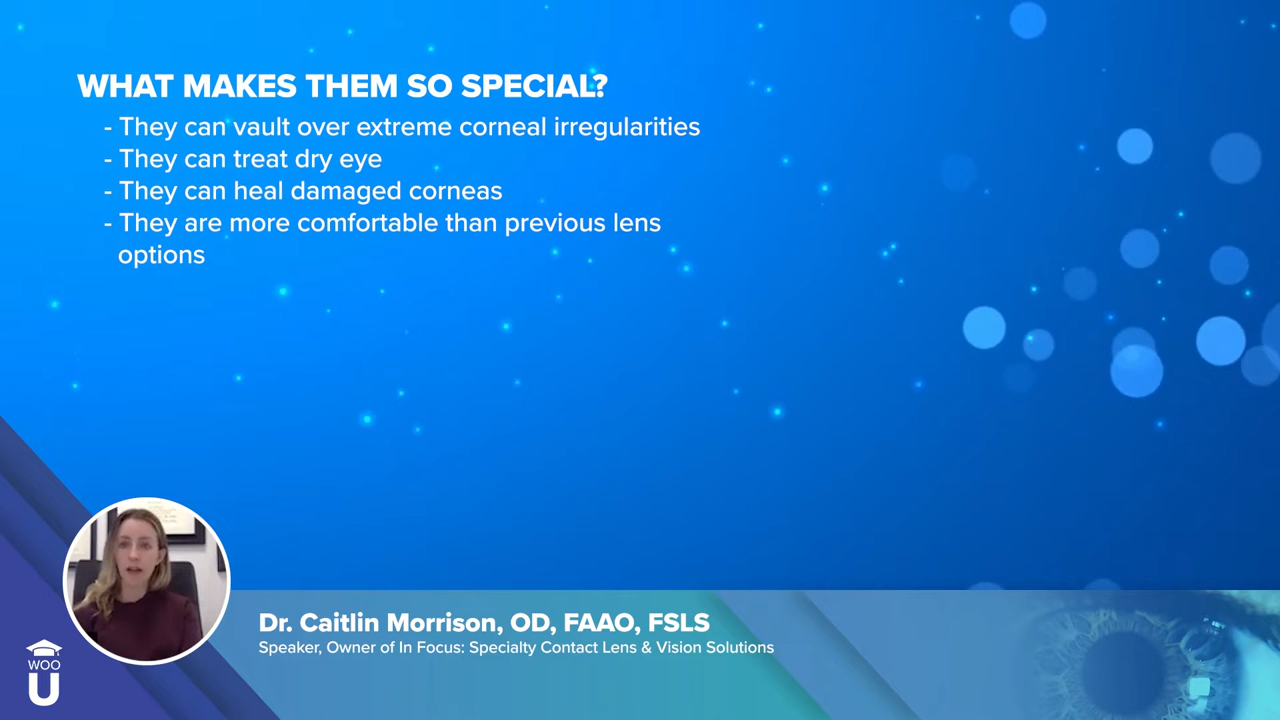 WHAT MAKES THEM SO SPECIAL?
- They can vault over extreme corneal irregularities
- They can treat dry eye
- They can heal damaged corneas
- They are more comfortable than previous lens
options
Dr. Caitlin Morrison, OD, FAAO, FSLS
Speaker, Owner of In Focus: Specialty Contact Lens & Vision Solutions
WOO
U